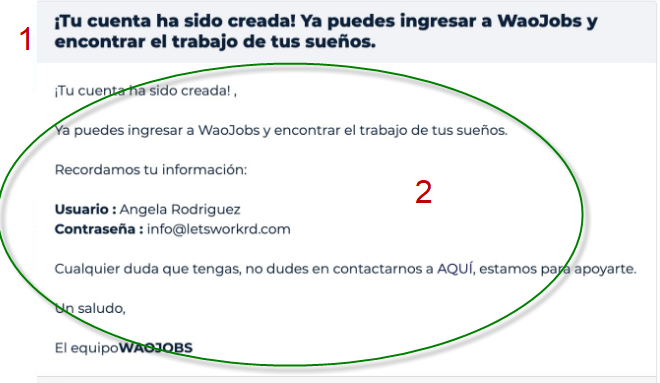 1
¡Tu cuenta ha sido creada! Ya puedes ingresar a WaoJobs y
encontrar el trabajo de tus sueños.
¡Tu cuenta ha sido creada! ,
Ya puedes ingresar a WaoJobs y encontrar el trabajo de tus sueños.
Recordamos tu información:
2
Usuario : Angela Rodriguez
Contraseña : info@letsworkrd.com
Cualquier duda que tengas, no dudes en contactarnos a AQUÍ, estamos para apoyarte.
Un saludo,
El equipoWAOJOBS